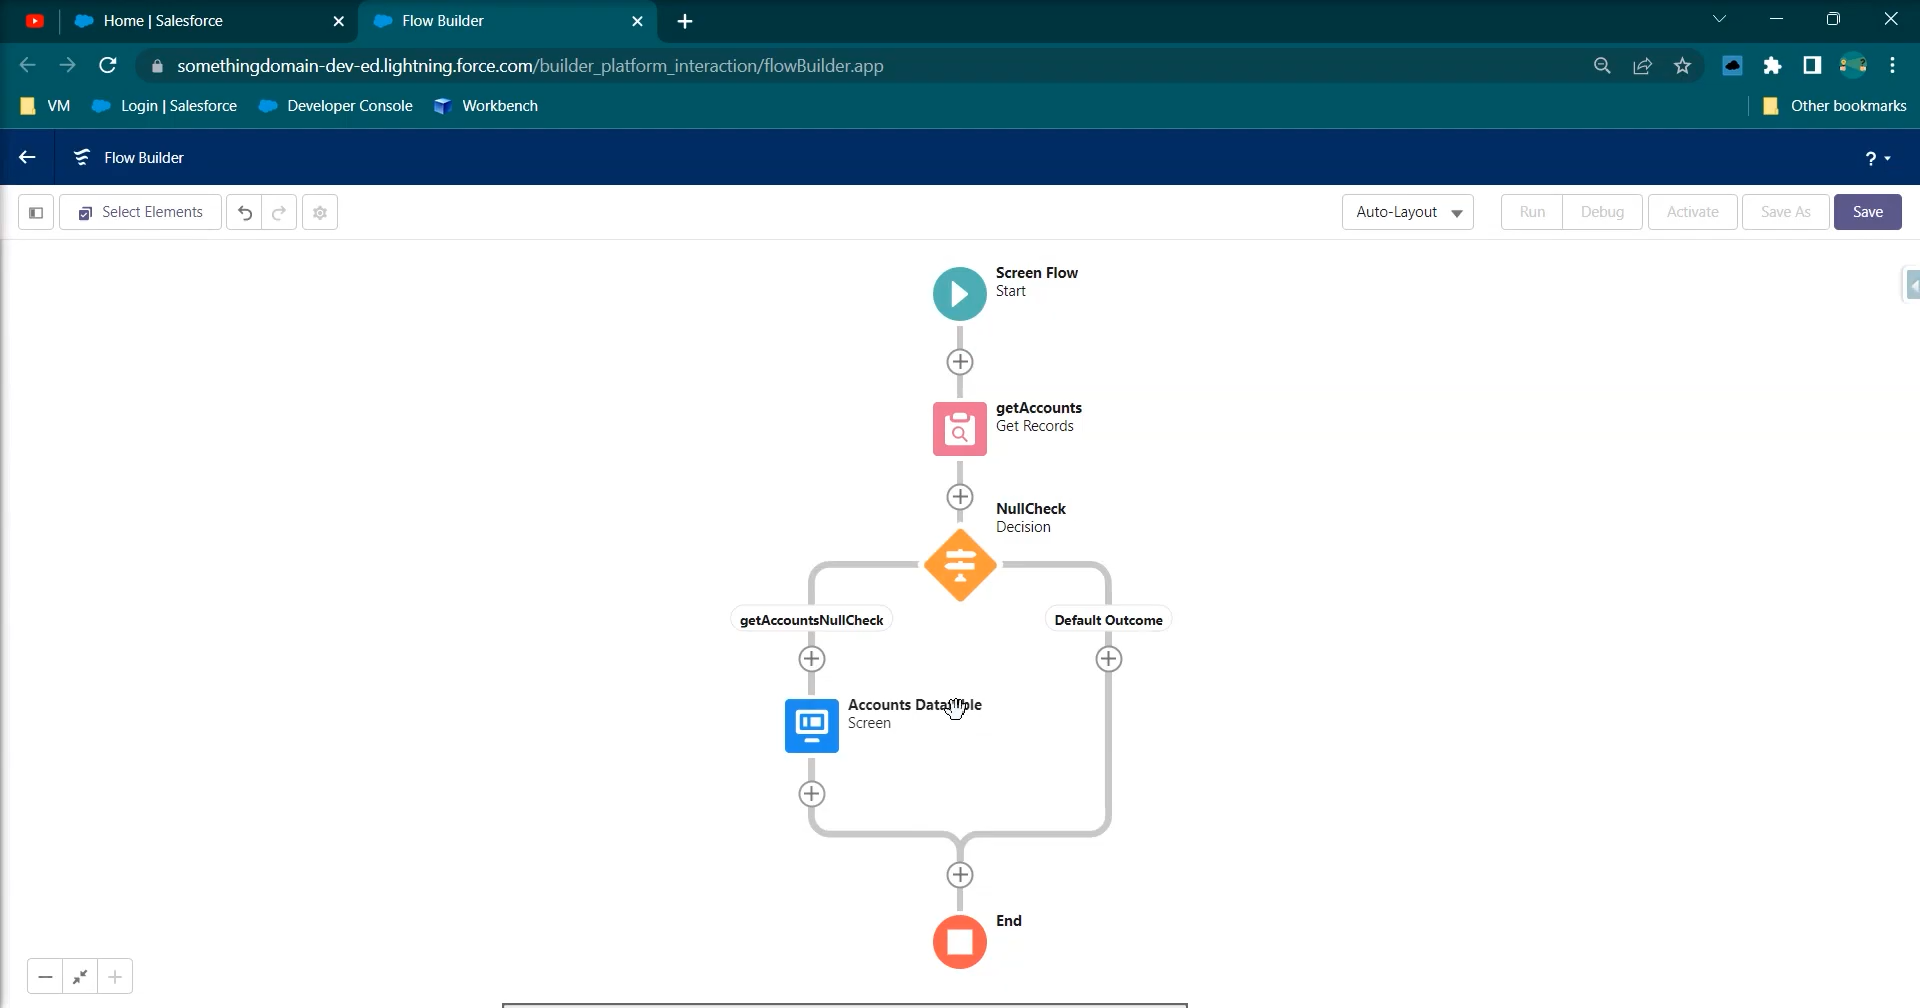 Home | Salesforce
Flow Builder
somethingdomain-dev-ed.lightning.force.com/builder_platform_interaction/flowBuilder.app
VM
Login | Salesforce
Developer Console
Workbench
Other bookmarks
Flow Builder
?
Select Elements
Auto-Layout
Run
Debug
Activate
Save As
Save
Screen Flow
Start
getAccounts
Get Records
NullCheck
Decision
getAccountsNullCheck
Default Outcome
Accounts Datatable
Screen
End